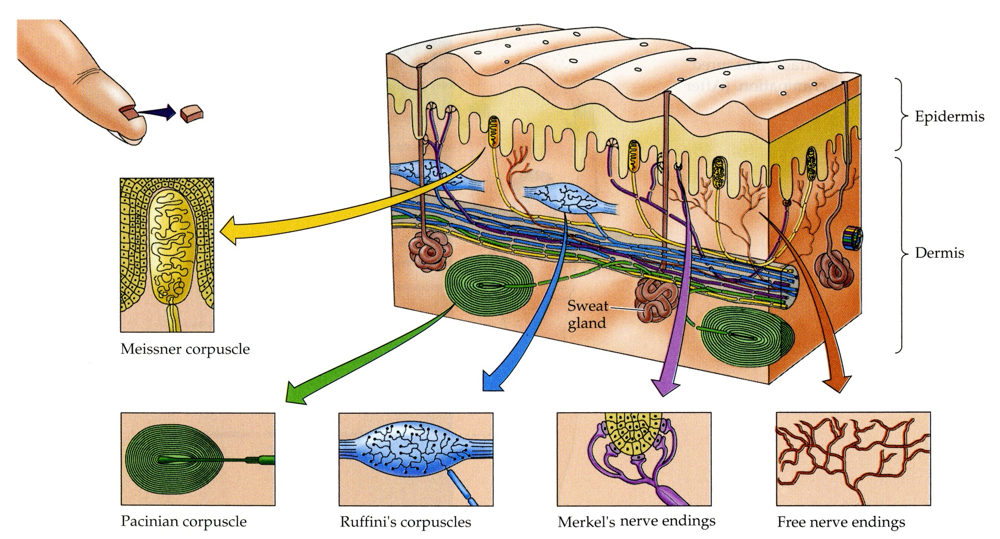 Epidermis
Dermis
Sweat
gland
Meissner corpuscle
Pacinian corpuscle
Ruffini's corpuscles
Merkel's nerve endings
Free nerve endings